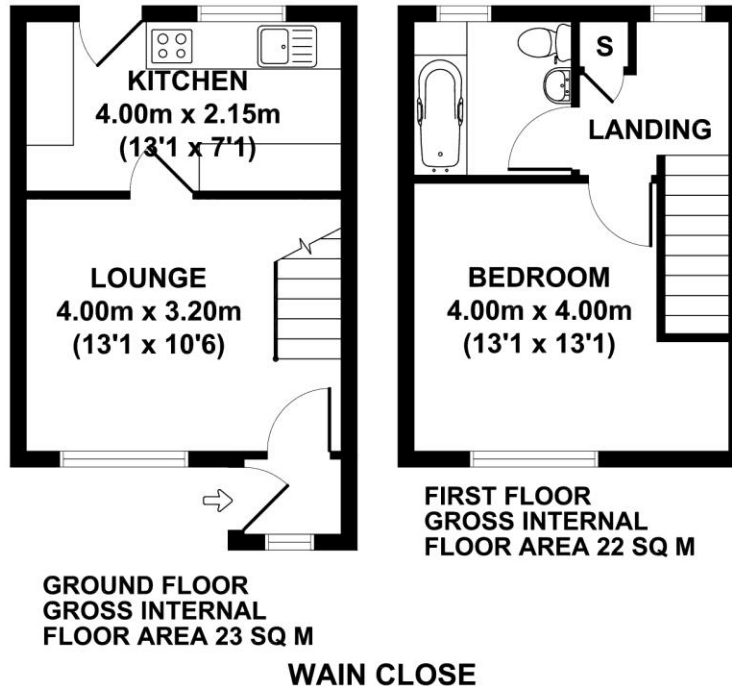 KITCHEN
4.00m x 2.15m
(13'1 x 7'1)
LOUNGE
4.00m x 3.20m
(13'1 x 10'6)
GROUND FLOOR
GROSS INTERNAL
FLOOR AREA 23 SQ M
S
LANDING
BEDROOM
4.00m x 4.00m
(13'1 x 13'1)
FIRST FLOOR
GROSS INTERNAL
FLOOR AREA 22 SQ M
WAIN CLOSE